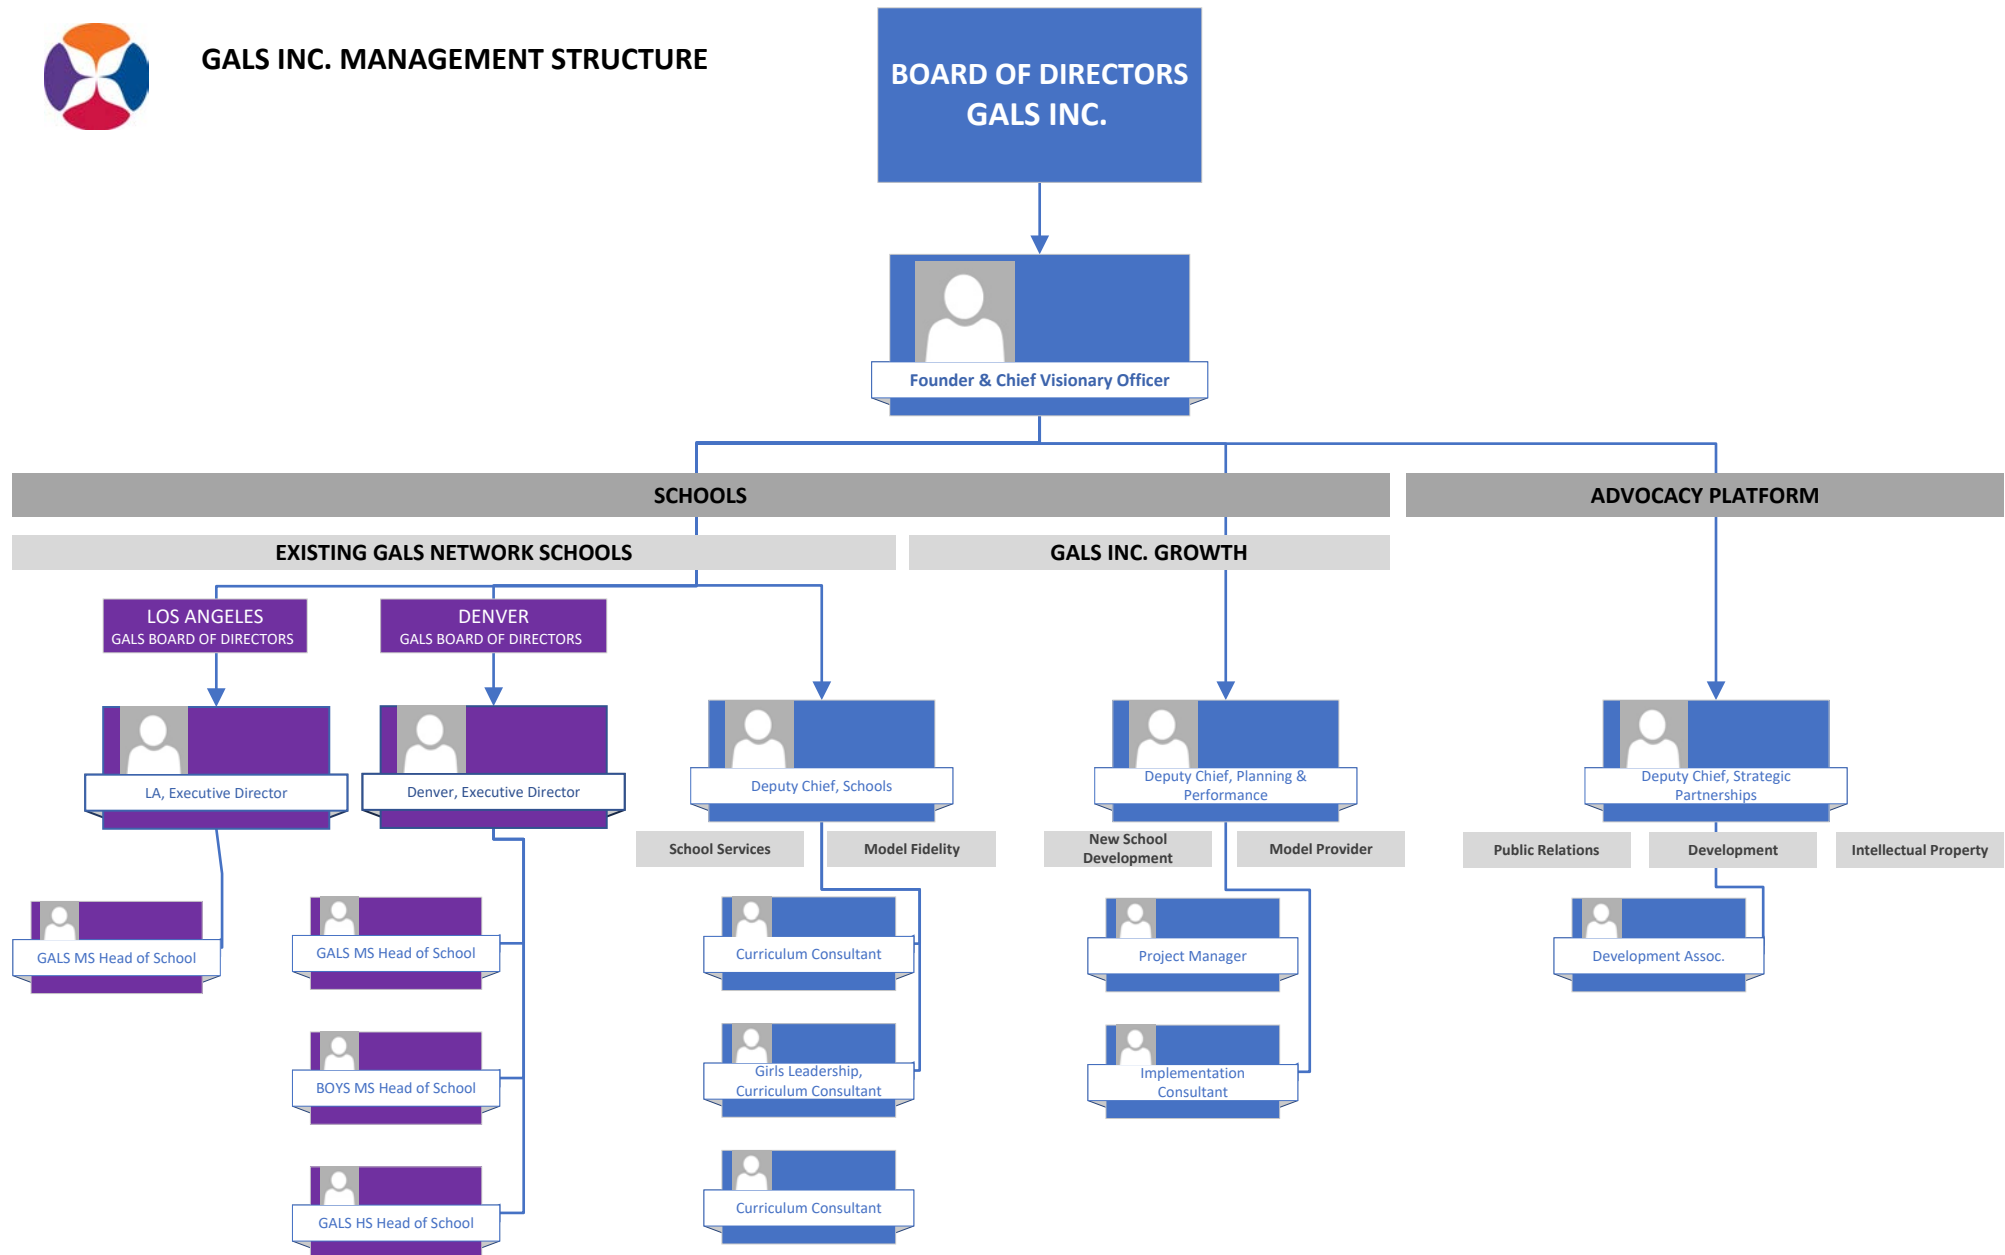 GALS INC. MANAGEMENT STRUCTURE
BOARD OF DIRECTORS
GALS INC.
Founder & Chief Visionary Officer
SCHOOLS
ADVOCACY PLATFORM
EXISTING GALS NETWORK SCHOOLS
GALS INC. GROWTH
LOS ANGELES
GALS BOARD OF DIRECTORS
DENVER
GALS BOARD OF DIRECTORS
LA, Executive Director
Denver, Executive Director
Deputy Chief, Schools
Deputy Chief, Planning &
Performance
Deputy Chief, Strategic
Partnerships
School Services
Model Fidelity
New School
Development
Model Provider
Public Relations
Development
Intellectual Property
GALS MS Head of School
GALS MS Head of School
Curriculum Consultant
Project Manager
Development Assoc.
BOYS MS Head of School
Girls Leadership,
Curriculum Consultant
Implementation
Consultant
GALS HS Head of School
Curriculum Consultant